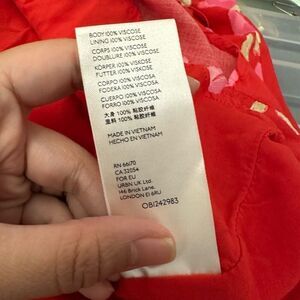 BODY 100% VISCOSE
LINING 100% VISCOSE
CORPS 100% VISCOSE
DOUBLURE 100% VISCOSE
KÖRPER 100% VISCOSE
FUTTER 100% VISCOSE
CORPO 100% VISCOSA
FODERA 100% VISCOSA
CUERPO 100% VISCOSA
FORRO 100% VISCOSA
大身 100% 粘胶纤维
里料 100% 粘胶纤维
MADE IN VIETNAM
HECHO EN VIETNAM
RN 66170
CA 32054
FOR EU
URBN UK Ltd.
146 Brick Lane,
LONDON E1 6RU
OBI242983